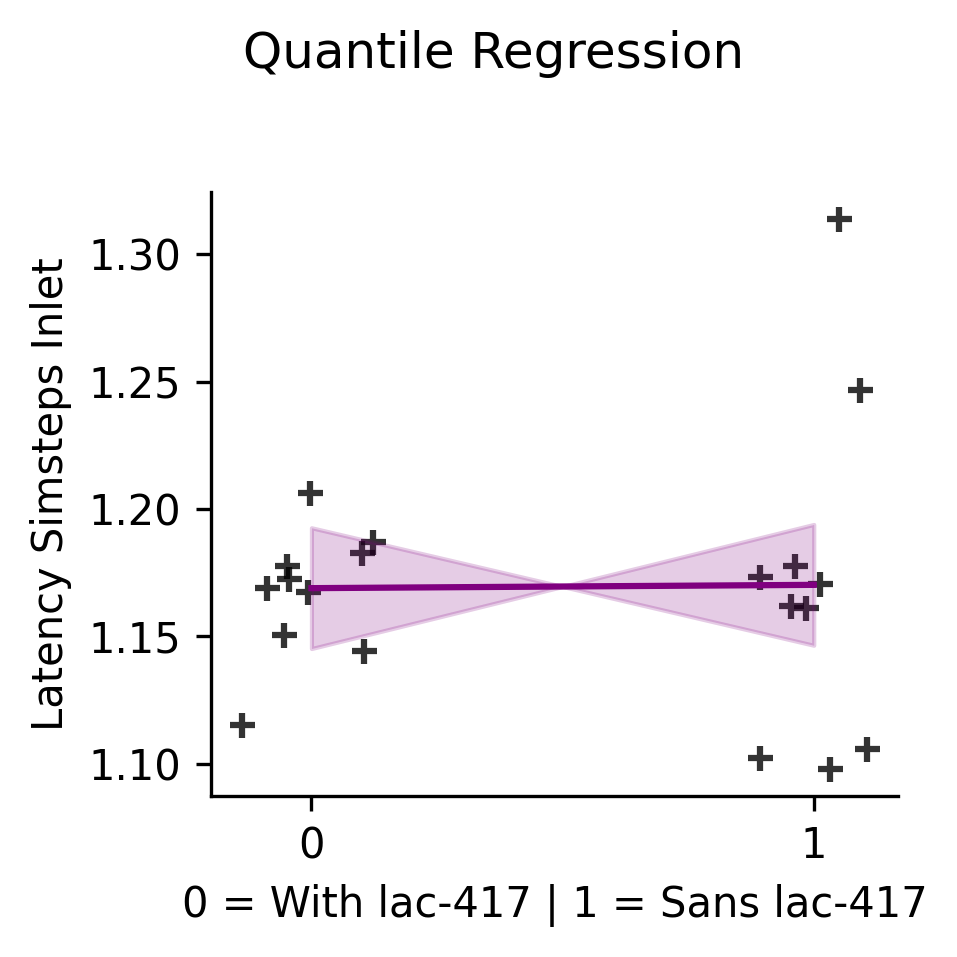 Quantile Regression
Latency Simsteps Inlet
1.30
1.25
1.20
1.15
1.10
0
1
0 = With lac-417 | 1 = Sans lac-417